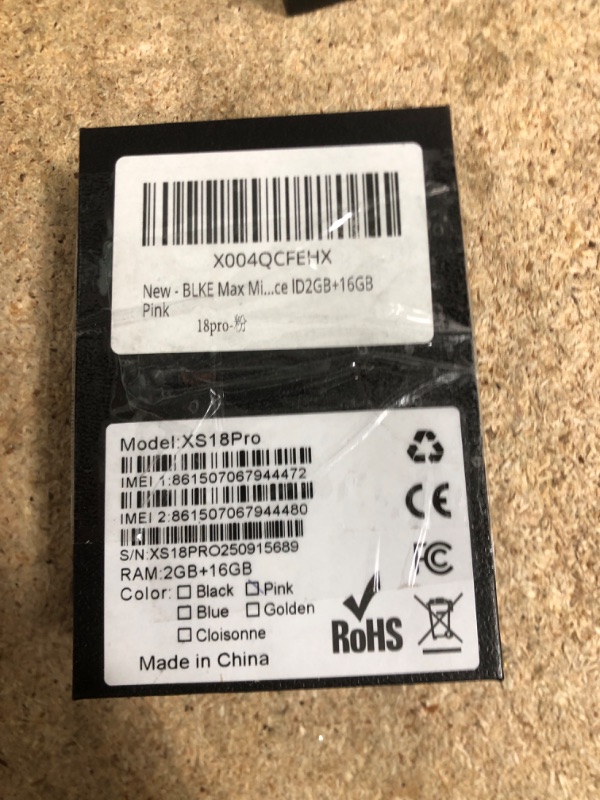 X004QCFEHX
New - BLKE Max Mi...ce ID2GB+16GB
Pink
18pro-粉
Model:XS18Pro
IMEI 1:861507067944472
IMEI 2:861507067944480
S/N:XS18PRO250915689
RAM:2GB+16GB
Color: ☐ Black ☐ Pink
☐ Blue ☐ Golden
☐ Cloisonne
Made in China
CE
FC
RoHS